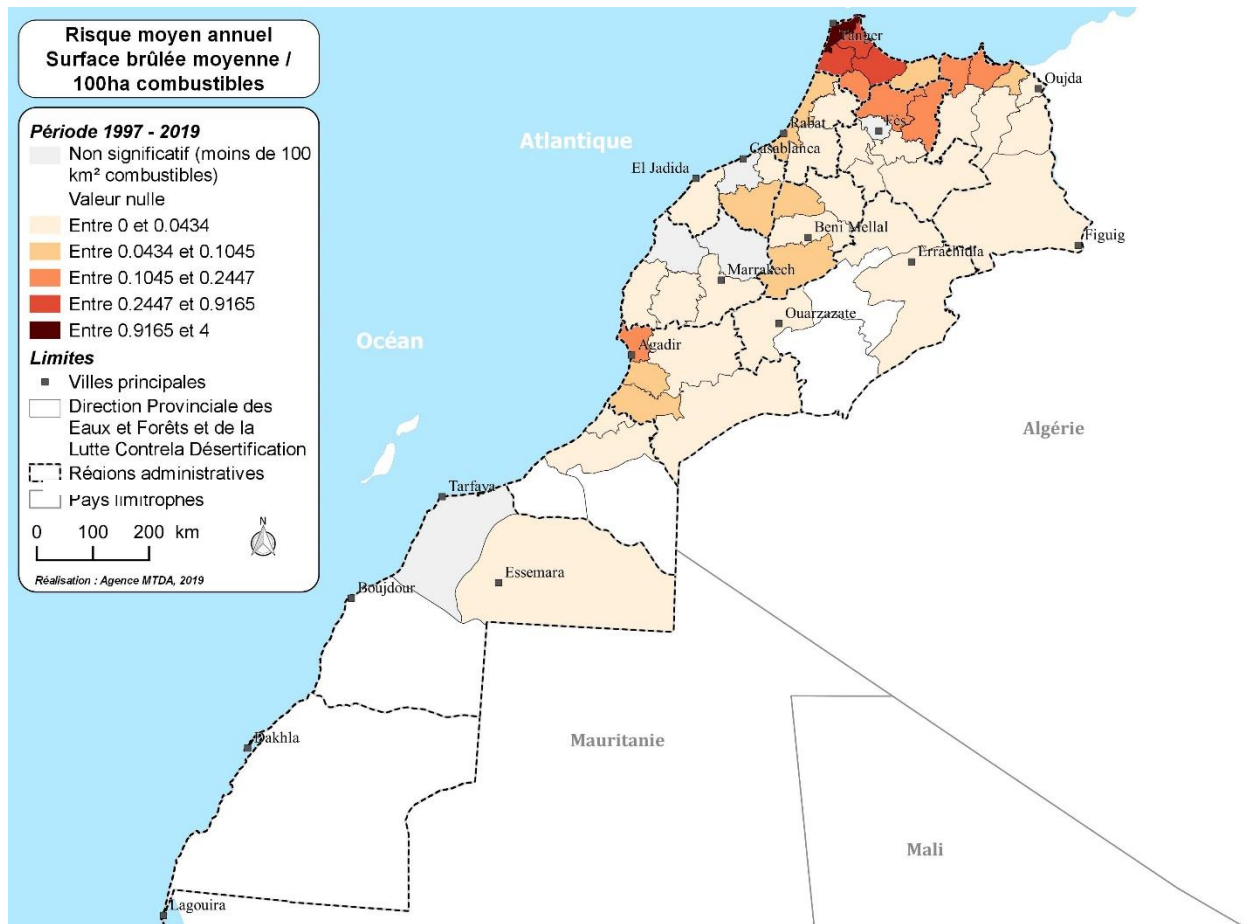 Risque moyen annuel
Surface brûlée moyenne /
100ha combustibles
Période 1997 - 2019
Non significatif (moins de 100
km² combustibles)
Valeur nulle
Entre 0 et 0.0434
Entre 0.0434 et 0.1045
Entre 0.1045 et 0.2447
Entre 0.2447 et 0.9165
Entre 0.9165 et 4
Limites
Villes principales
Direction Provinciale des
Eaux et Forêts et de la
Lutte Contrela Désertification
Régions administratives
Pays limitrophes
0 100 200 km
N
Réalisation : Agence MTDA, 2019
Tanger
Oujda
Fès
Rabat
Atlantique
Casablanca
El Jadida
Beni Mellal
Figuig
Errachidia
Marrakech
Ouarzazate
Océan
Agadir
Algérie
Tarfaya
Essemara
Boujdour
Mauritanie
Dakhla
Mali
Lagouira